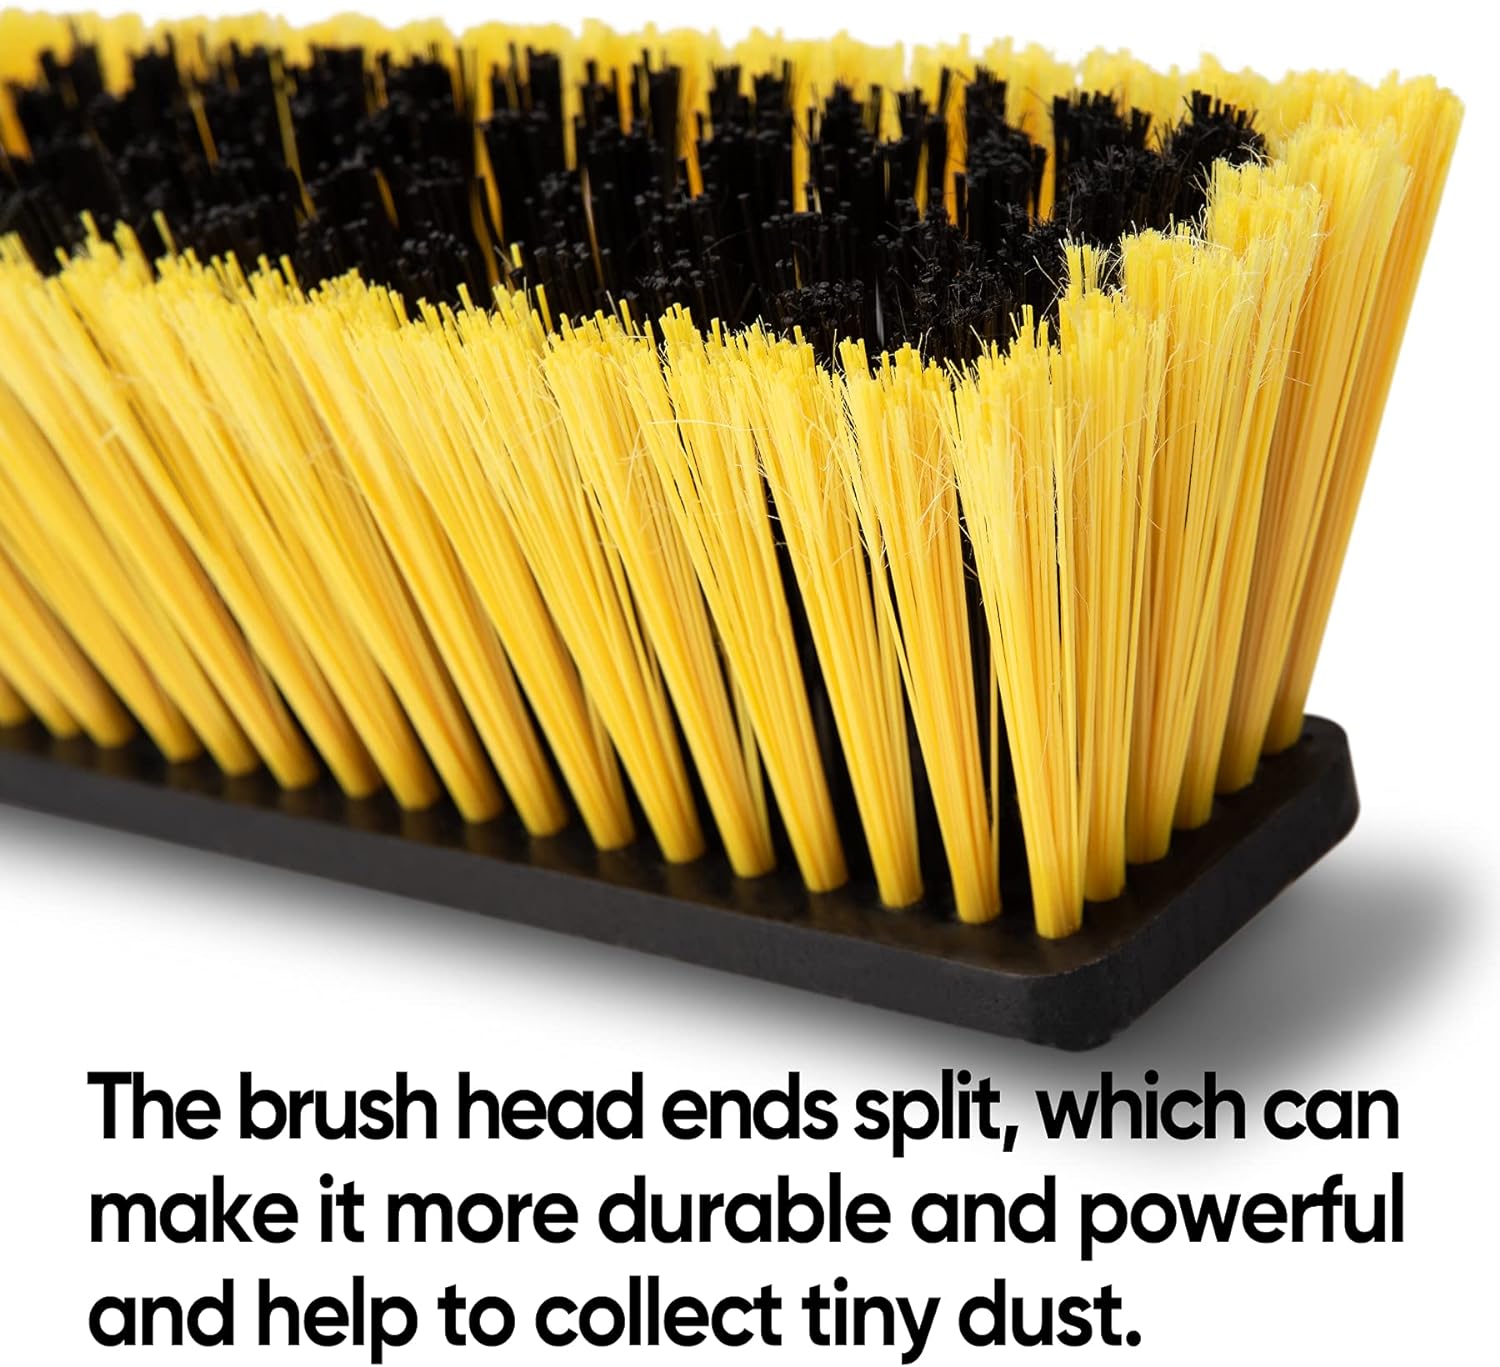 The brush head ends split, which can
make it more durable and powerful
and help to collect tiny dust.